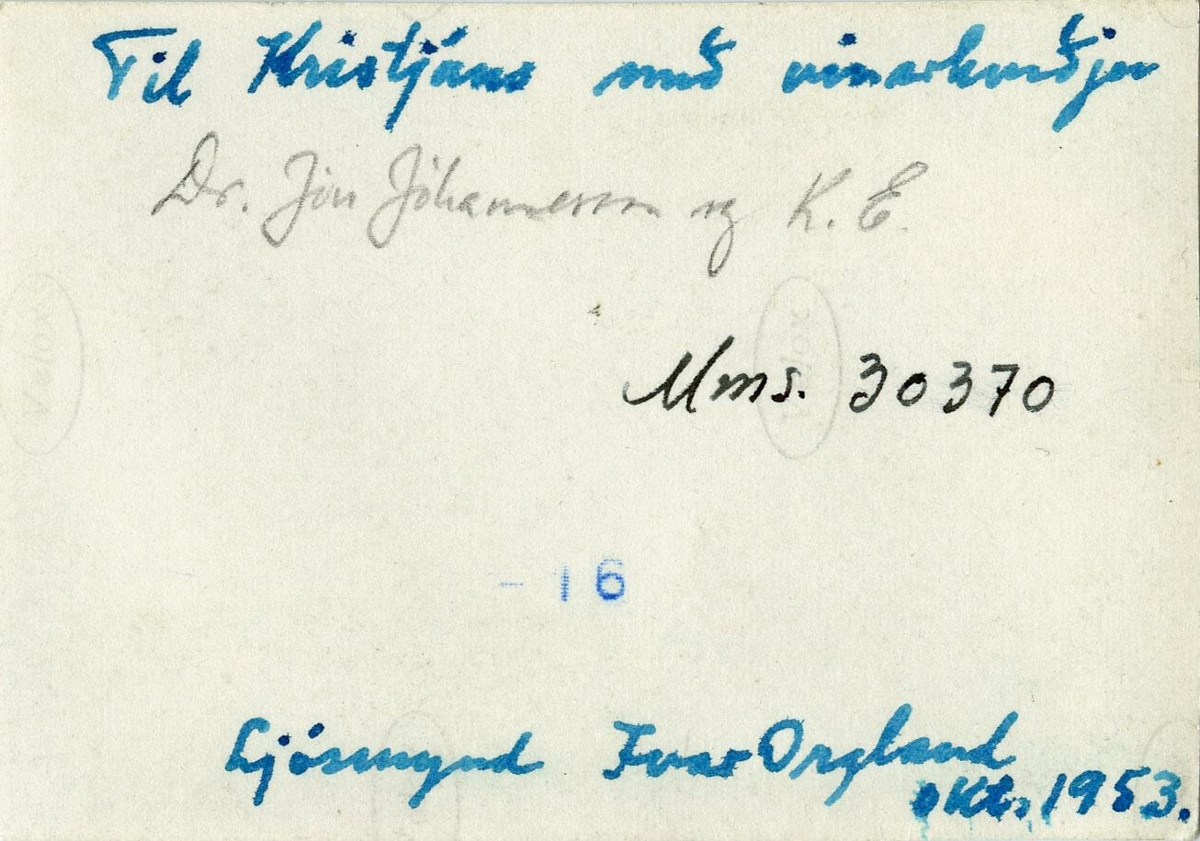 Til Kristjáns með vinarkveðju
Dr. Jón Jóhannesson og K. E.
Mms. 30370
- 16
Ljósmynd Ivar Orgland
okt. 1953.